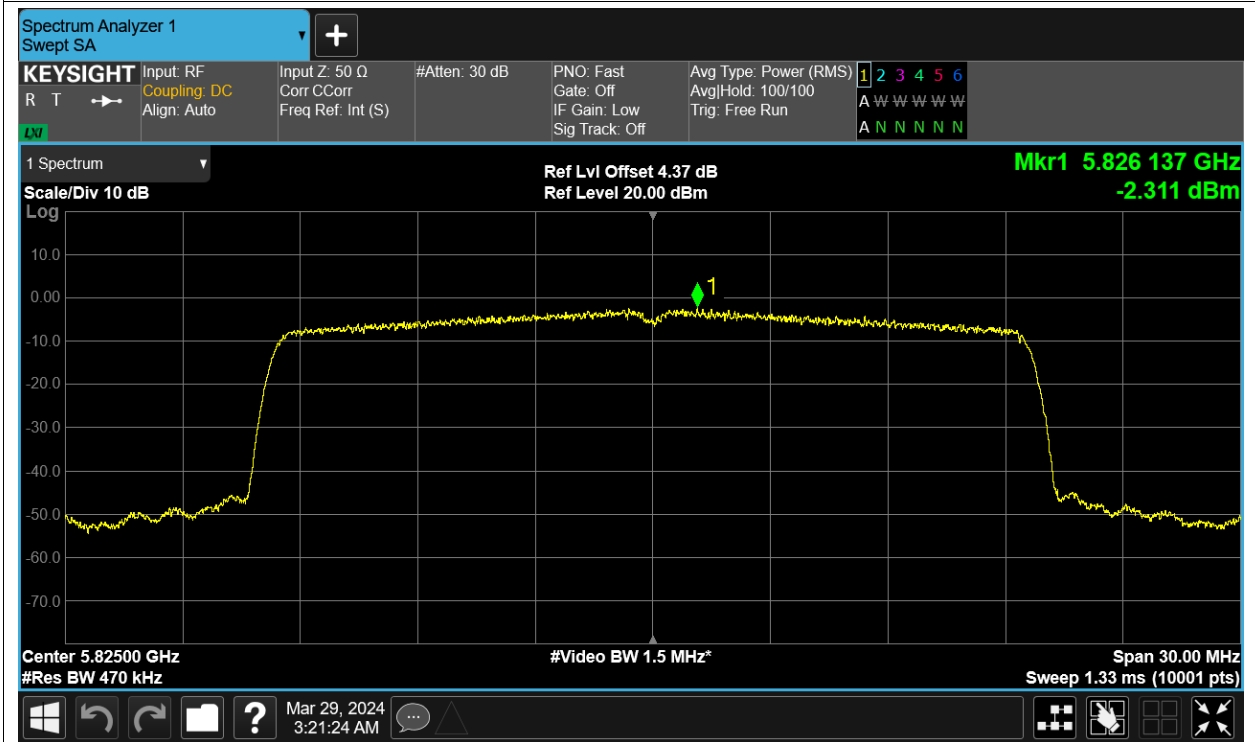 Spectrum Analyzer 1
Swept SA
+
KEYSIGHT Input: RF Input Z: 50 Ω #Atten: 30 dB PNO: Fast Avg Type: Power (RMS) 1 2 3 4 5 6
R T Coupling: DC Corr CCorr Gate: Off Avg|Hold: 100/100 A W W W W W
Align: Auto Freq Ref: Int (S) IF Gain: Low Trig: Free Run
LXI Sig Track: Off A N N N N N
1 Spectrum Ref Lvl Offset 4.37 dB Mkr1 5.826 137 GHz
Scale/Div 10 dB Ref Level 20.00 dBm -2.311 dBm
Log
10.0
1
0.00
-10.0
-20.0
-30.0
-40.0
-50.0
-60.0
-70.0
Center 5.82500 GHz #Video BW 1.5 MHz* Span 30.00 MHz
#Res BW 470 kHz Sweep 1.33 ms (10001 pts)
? Mar 29, 2024
3:21:24 AM